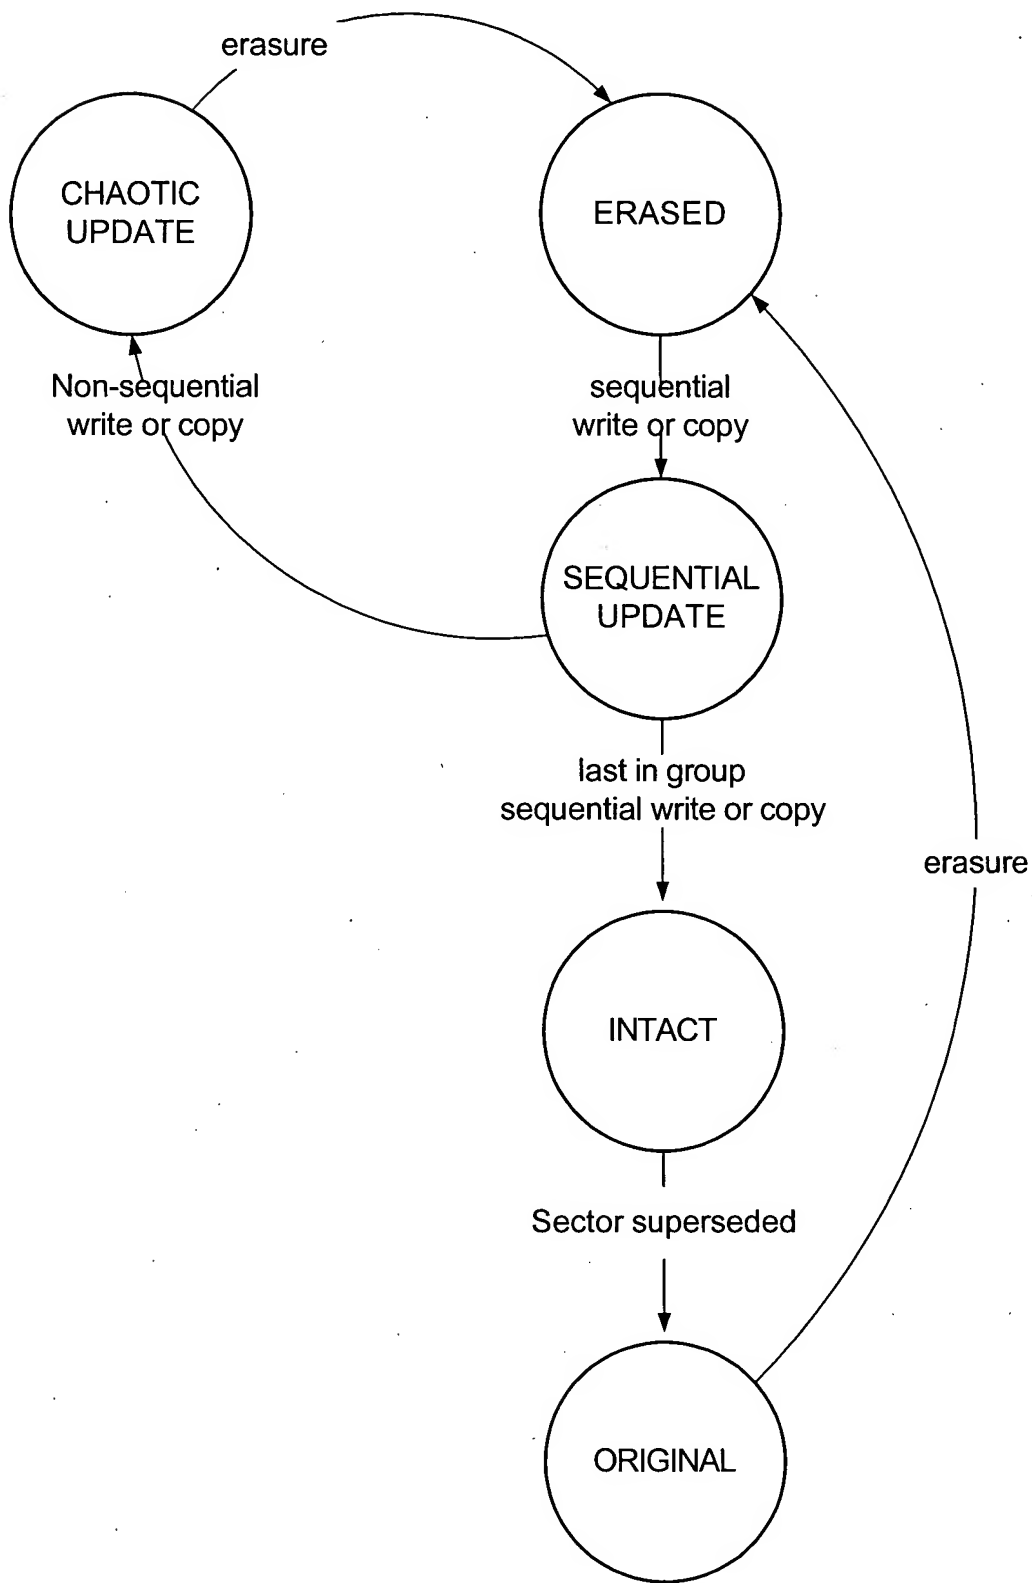 erasure
CHAOTIC
UPDATE
ERASED
Non-sequential
write or copy
sequential
write or copy
SEQUENTIAL
UPDATE
last in group
sequential write or copy
erasure
INTACT
Sector superseded
ORIGINAL